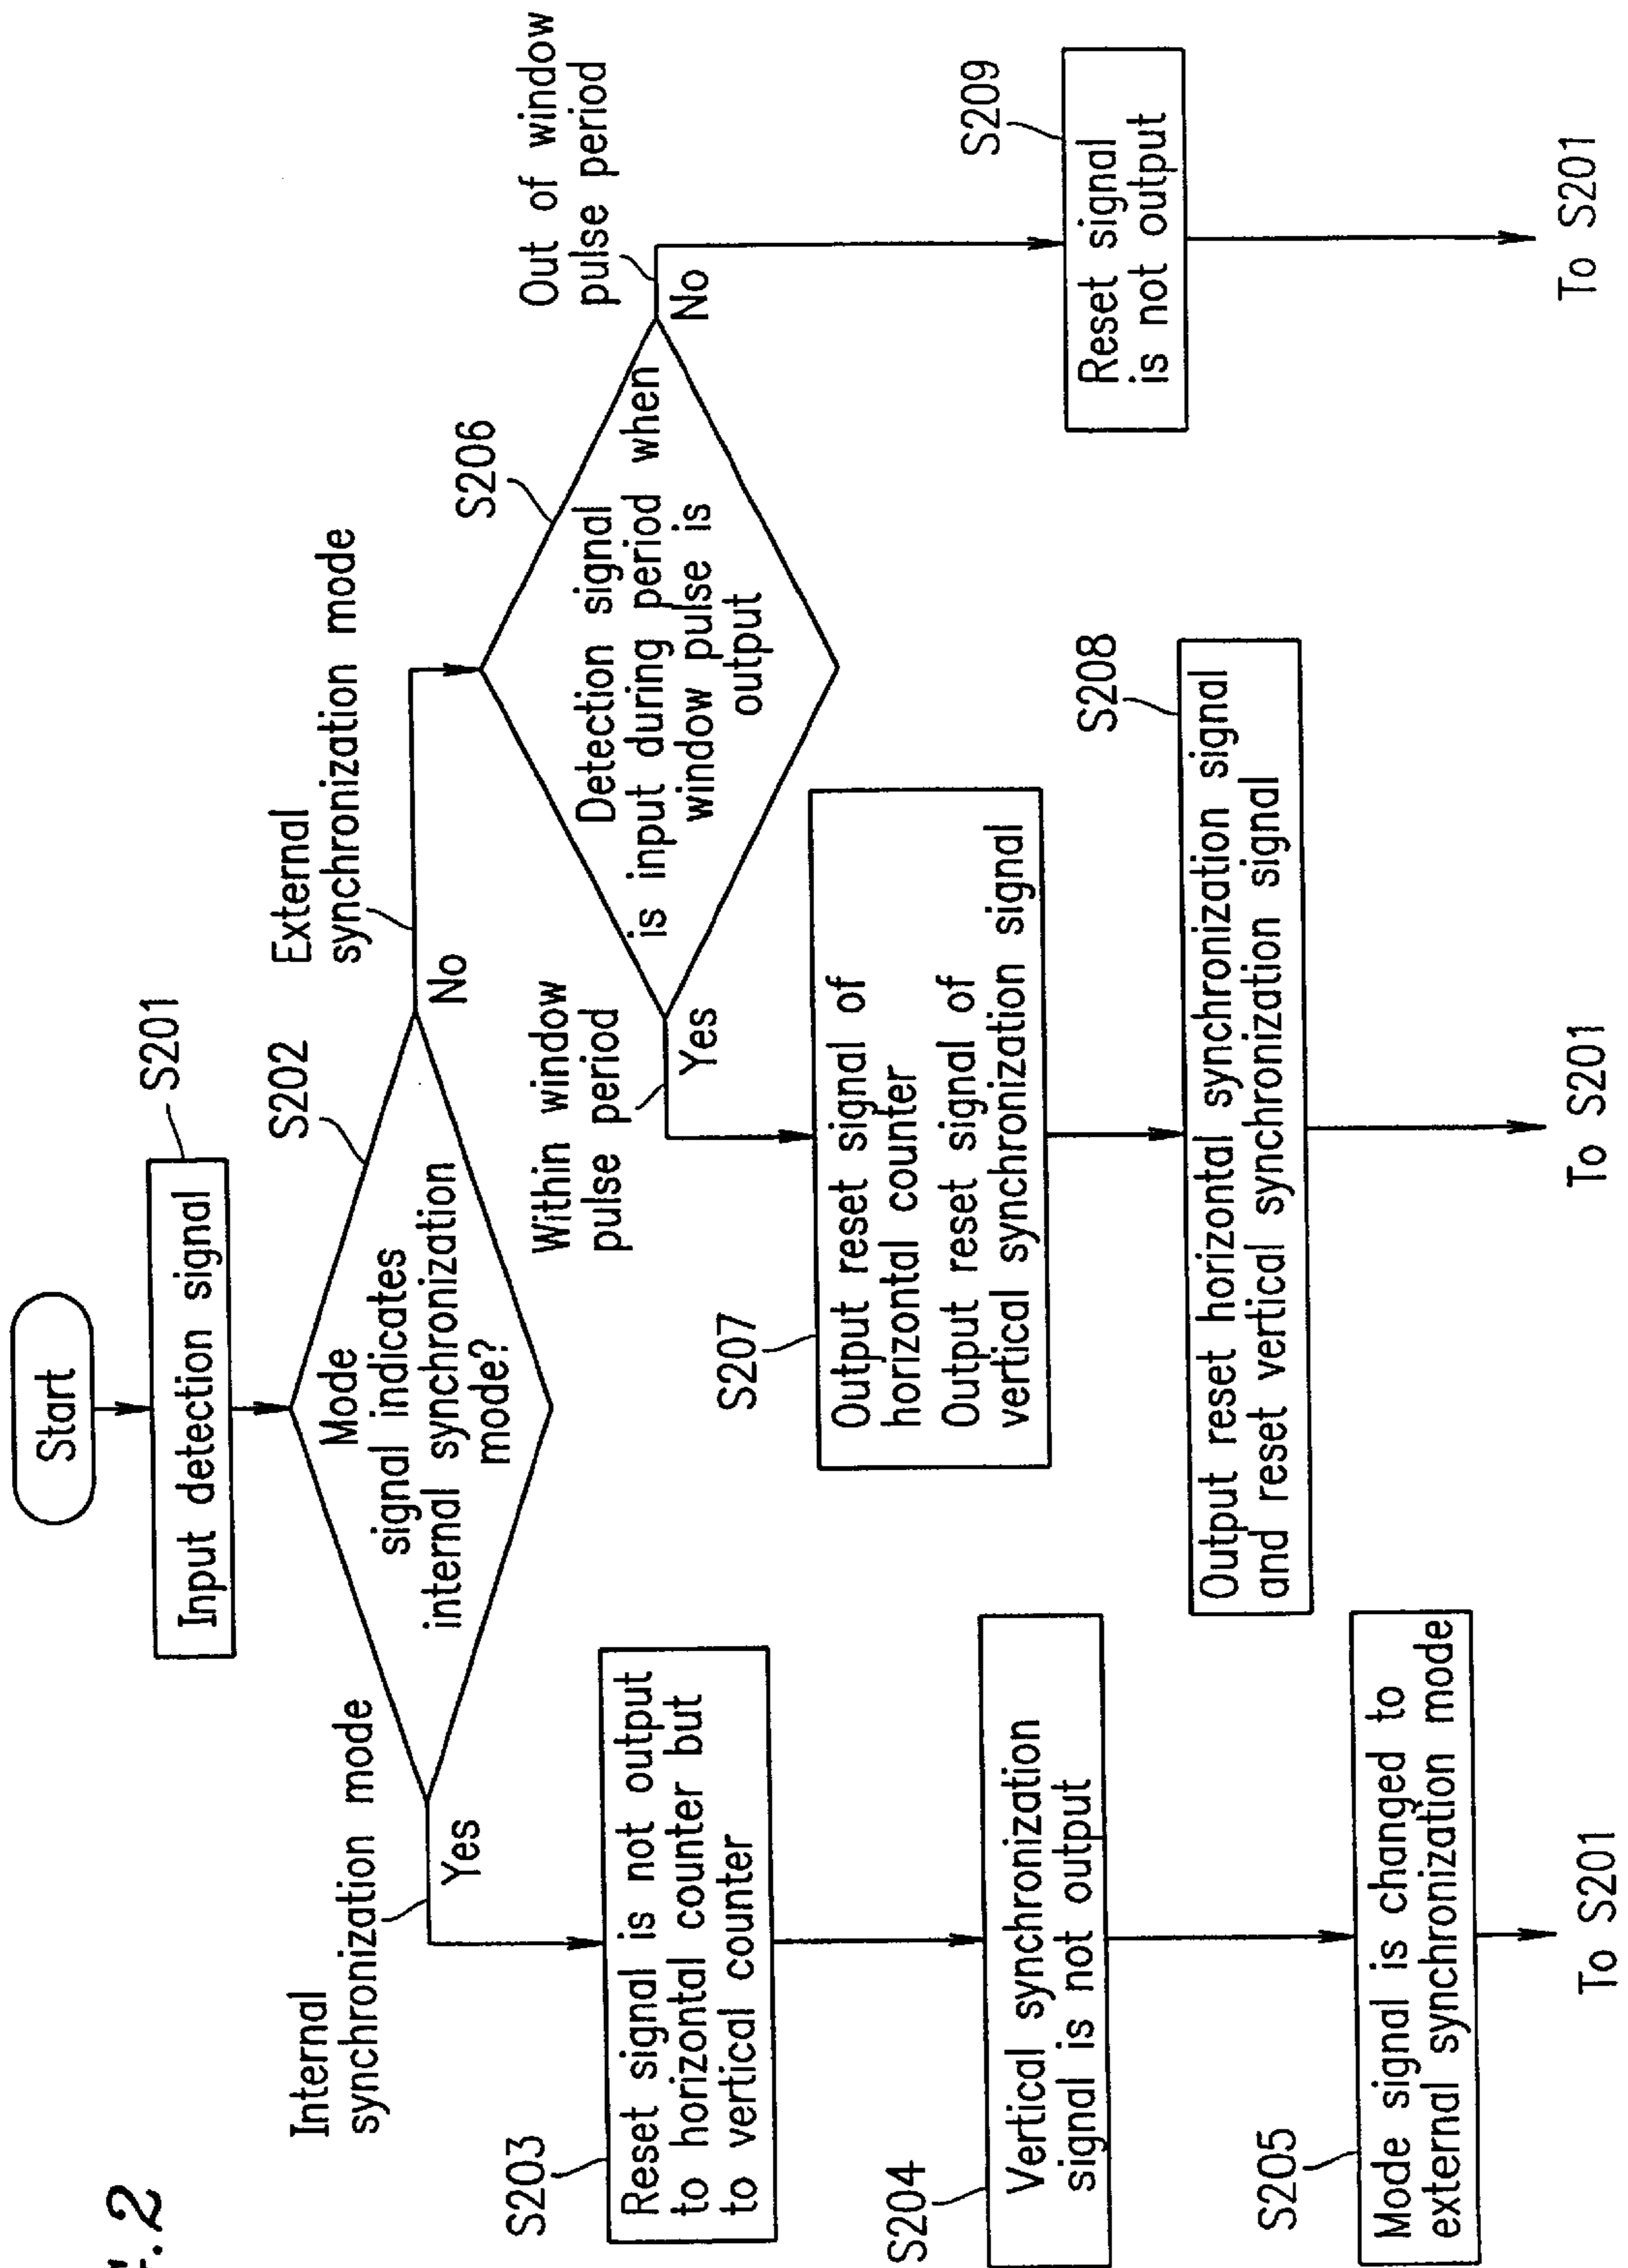 Start
Input detection signal
S201
S202
Mode
signal indicates
internal synchronization
mode?
Internal
synchronization mode
Yes
External
synchronization mode
No
S203
Reset signal is not output
to horizontal counter but
to vertical counter
S204
Vertical synchronization
signal is not output
S205
Mode signal is changed to
external synchronization mode
To S201
S206
Detection signal
is input during period when
window pulse is
output
Within window
pulse period
Yes
Out of window
pulse period
No
S207
Output reset signal of
horizontal counter
Output reset signal of
vertical synchronization signal
S208
Output reset horizontal synchronization signal
and reset vertical synchronization signal
To S201
S209
Reset signal
is not output
To S201
.2